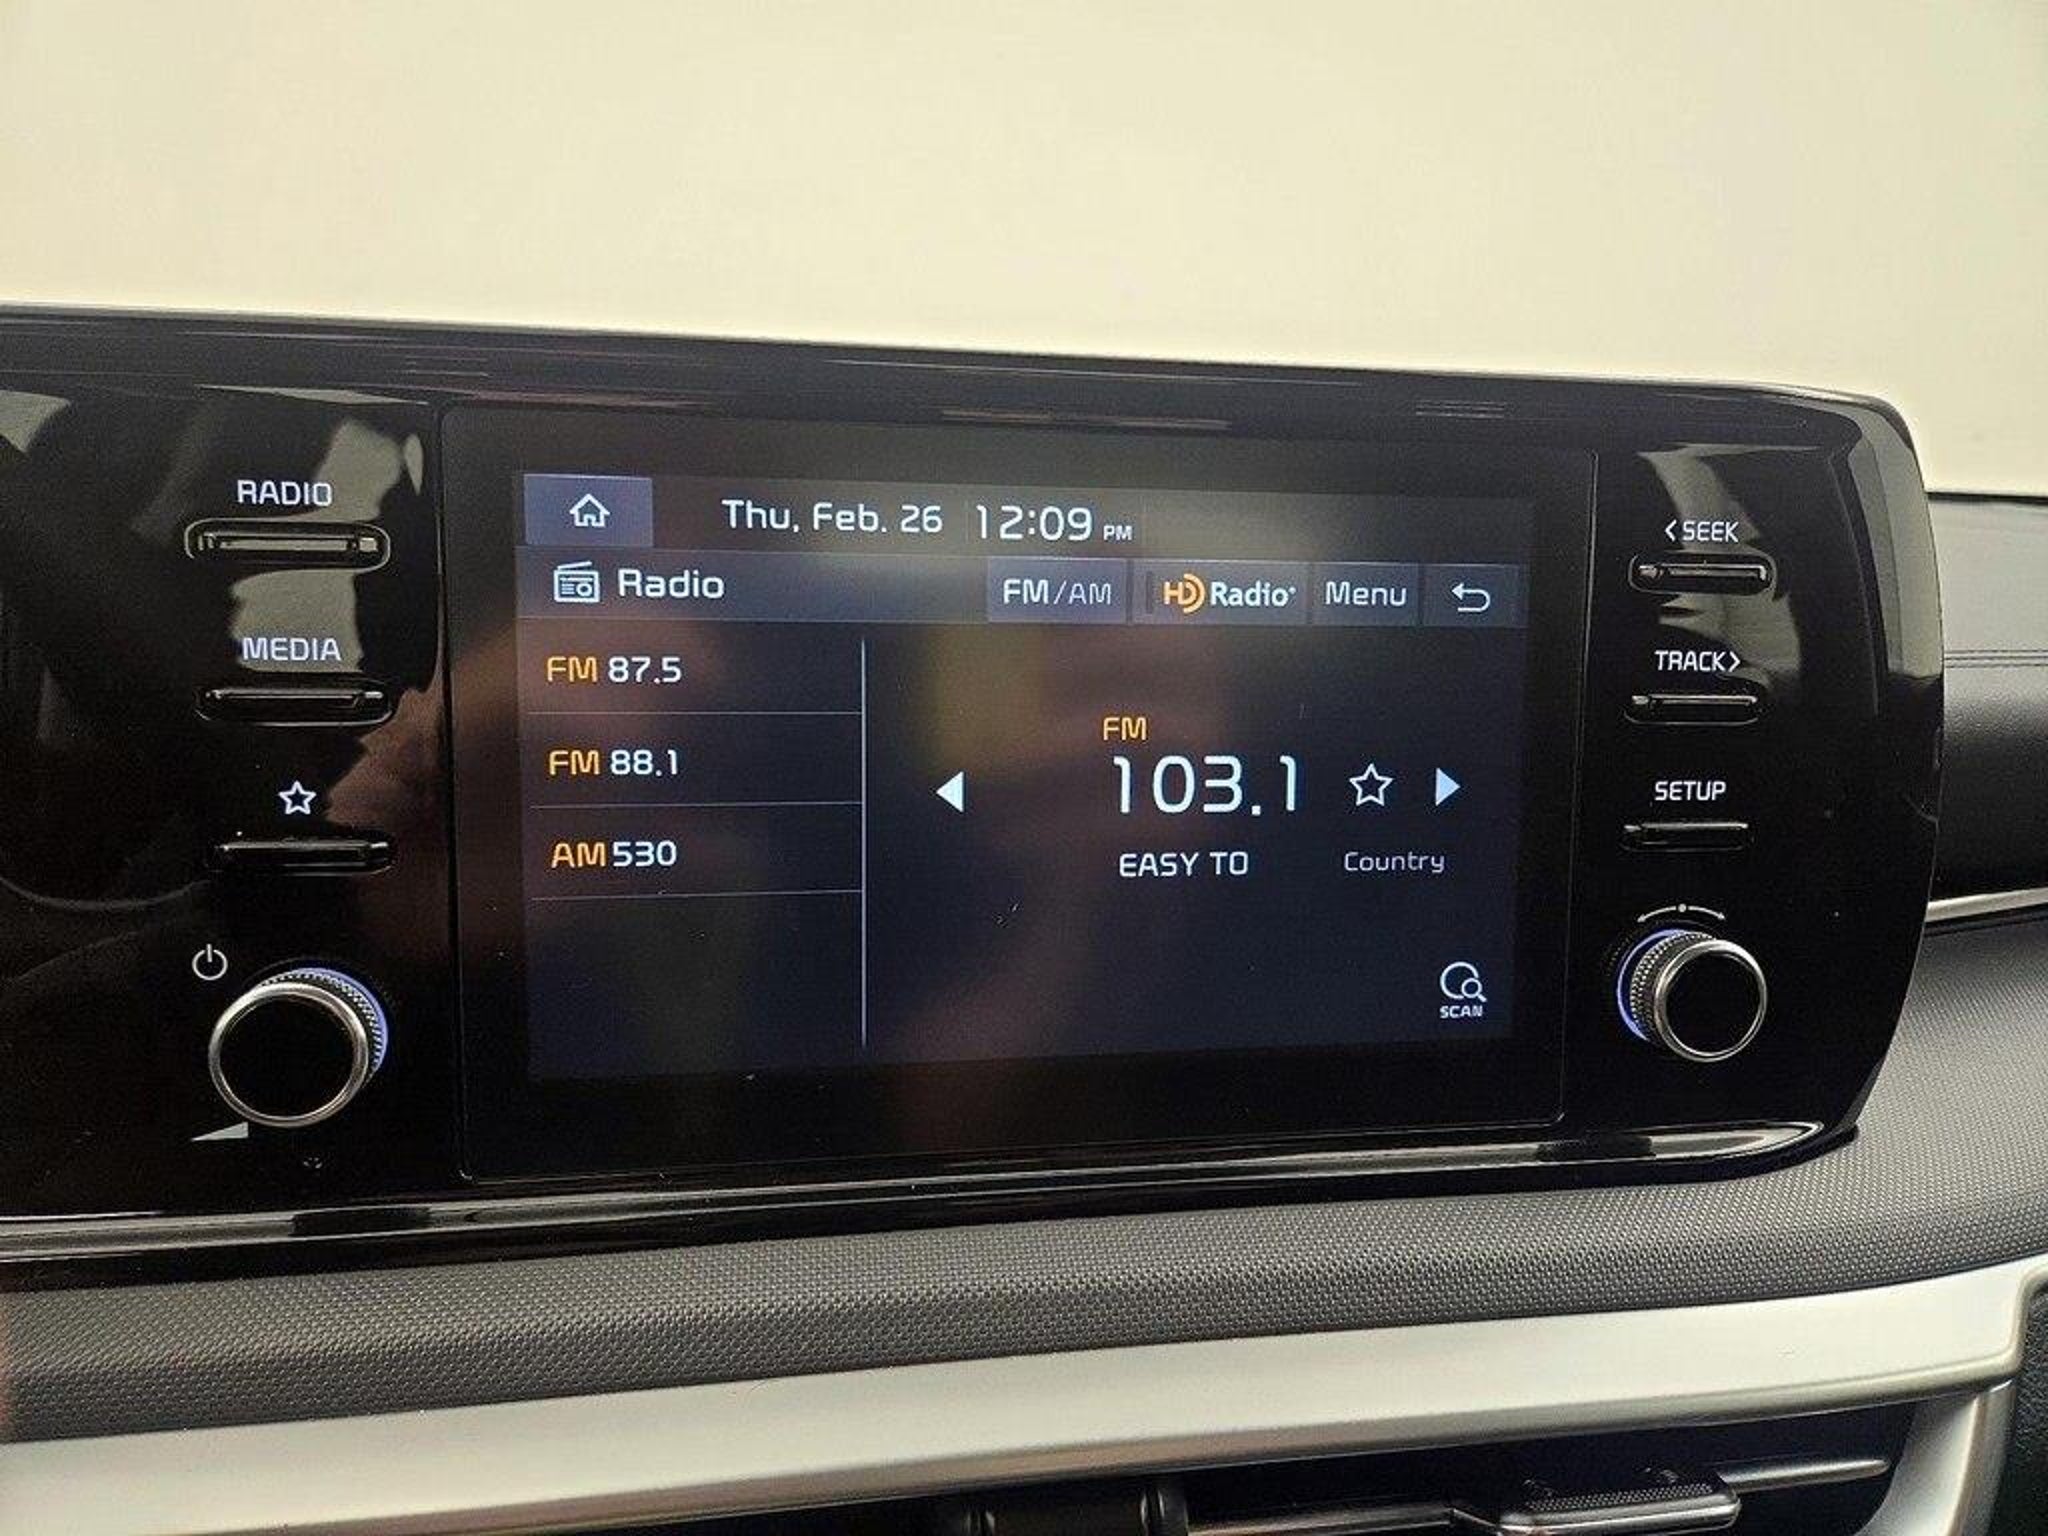 RADIO
MEDIA
Thu, Feb. 26 12:09 PM
Radio FM/AM HD Radio Menu
FM 87.5
FM 88.1
AM 530
FM
103.1
EASY TO Country
SCAN
<SEEK
TRACK>
SETUP